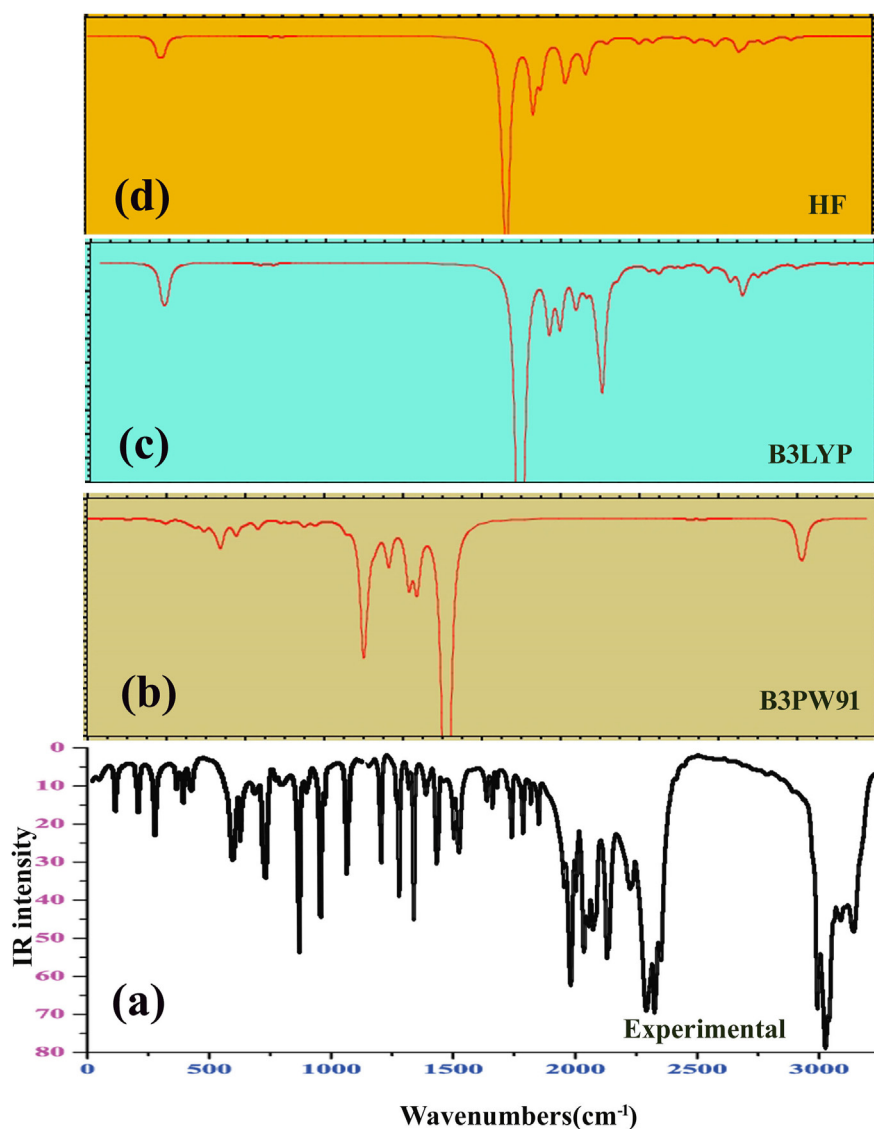 (d)
HF
(c)
B3LYP
(b)
B3PW91
0
10
20
30
40
50
60
70
80
IR intensity
(a)
Experimental
0 500 1000 1500 2000 2500 3000
Wavenumbers(cm⁻¹)